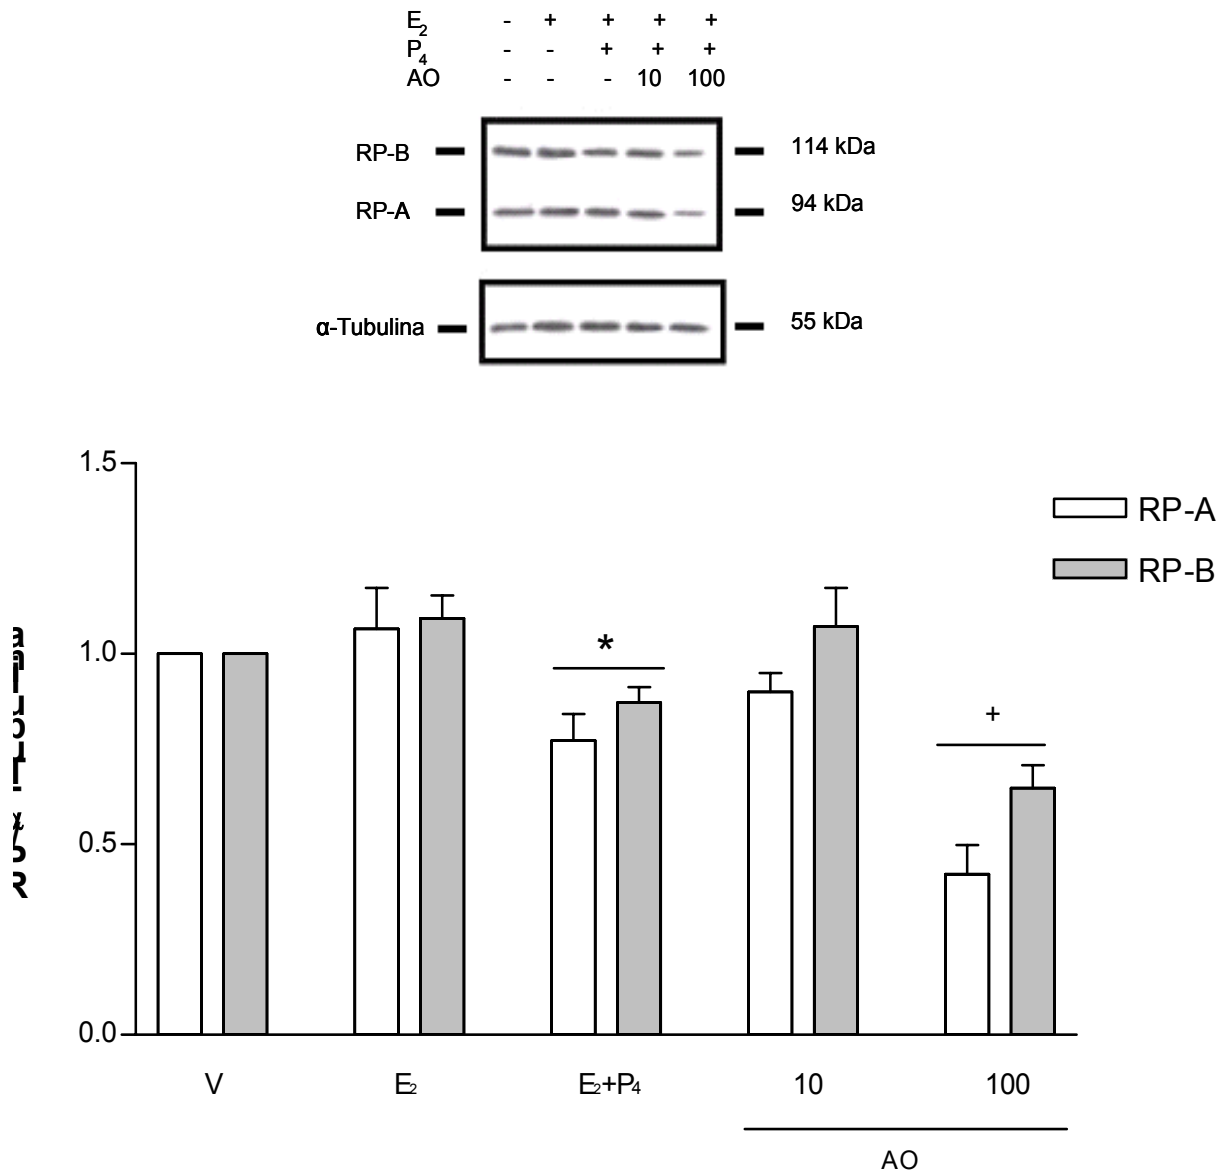 E2 - + + + +
P4 - - + + +
AO - - - 10 100
RP-B 114 kDa
RP-A 94 kDa
α-Tubulina 55 kDa
1.5
1.0
0.5
0.0
RP-A
RP-B
*
+
V E2 E2+P4 10 100
AO